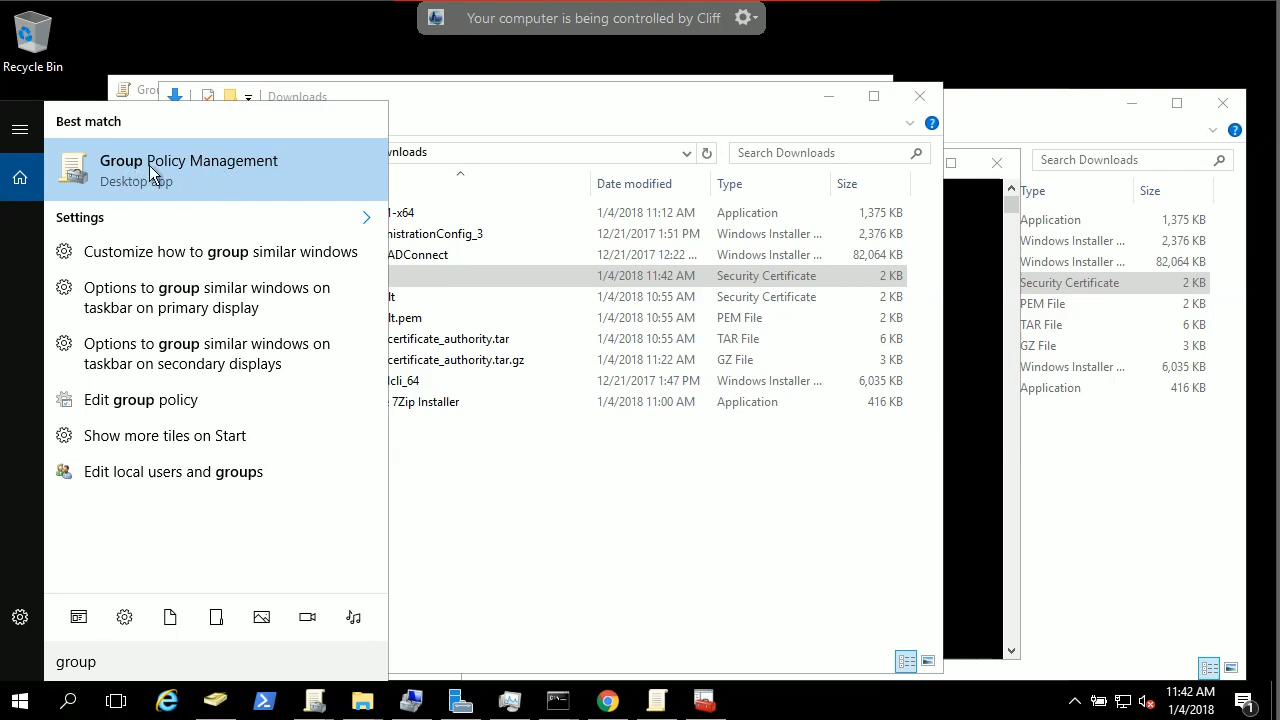 Your computer is being controlled by Cliff
Recycle Bin
Downloads
Best match
Group Policy Management
Desktop app
Settings
Customize how to group similar windows
Options to group similar windows on
taskbar on primary display
Options to group similar windows on
taskbar on secondary displays
Edit group policy
Show more tiles on Start
Edit local users and groups
group
wnloads
Search Downloads
Date modified
Type
Size
1-x64
1/4/2018 11:12 AM
Application
1,375 KB
nistrationConfig_3
12/21/2017 1:51 PM
Windows Installer ...
2,376 KB
ADConnect
12/21/2017 12:22 ...
Windows Installer ...
82,064 KB
1/4/2018 11:42 AM
Security Certificate
2 KB
lt
1/4/2018 10:55 AM
Security Certificate
2 KB
lt.pem
1/4/2018 10:55 AM
PEM File
2 KB
certificate_authority.tar
1/4/2018 10:55 AM
TAR File
6 KB
certificate_authority.tar.gz
1/4/2018 11:22 AM
GZ File
3 KB
lcli_64
12/21/2017 1:47 PM
Windows Installer ...
6,035 KB
7Zip Installer
1/4/2018 11:00 AM
Application
416 KB
Search Downloads
Type
Size
Application
1,375 KB
Windows Installer ...
2,376 KB
Windows Installer ...
82,064 KB
Security Certificate
2 KB
PEM File
3 KB
TAR File
6 KB
GZ File
3 KB
Windows Installer ...
6,035 KB
Application
416 KB
11:42 AM
1/4/2018
1